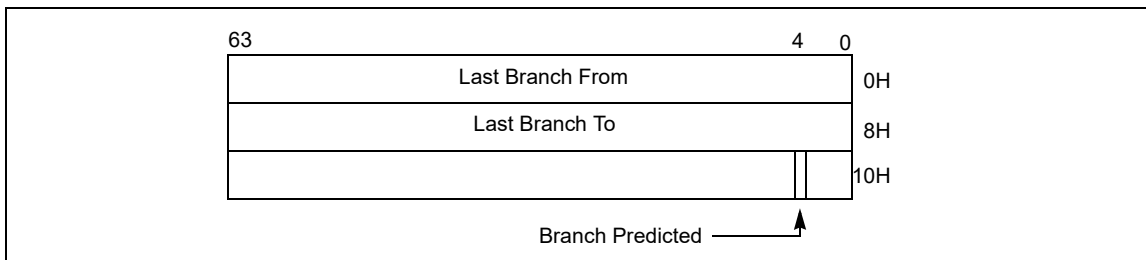 63 4 0
Last Branch From 0H
Last Branch To 8H
10H
Branch Predicted